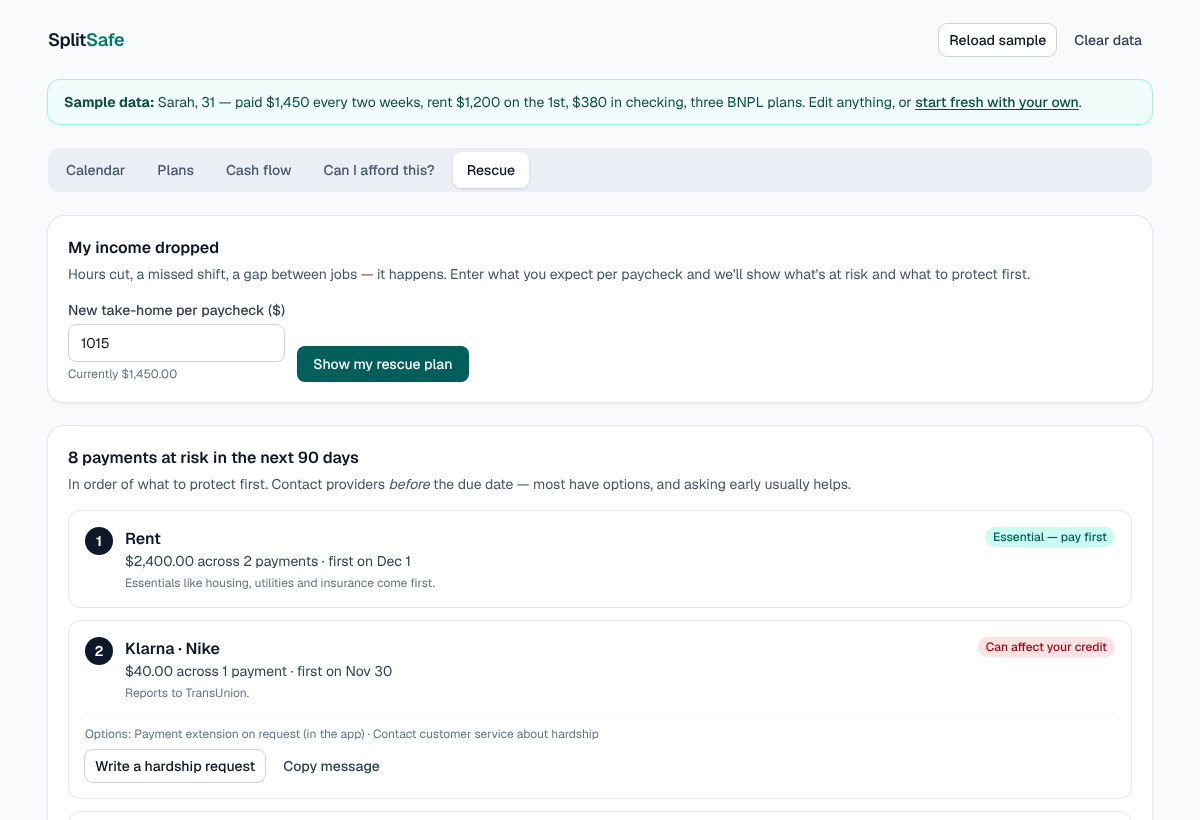 SplitSafe
Reload sample
Clear data
Sample data: Sarah, 31 — paid $1,450 every two weeks, rent $1,200 on the 1st, $380 in checking, three BNPL plans. Edit anything, or start fresh with your own.
Calendar
Plans
Cash flow
Can I afford this?
Rescue
My income dropped
Hours cut, a missed shift, a gap between jobs — it happens. Enter what you expect per paycheck and we'll show what's at risk and what to protect first.
New take-home per paycheck ($)
1015
Show my rescue plan
Currently $1,450.00
8 payments at risk in the next 90 days
In order of what to protect first. Contact providers before the due date — most have options, and asking early usually helps.
1
Rent
Essential — pay first
$2,400.00 across 2 payments · first on Dec 1
Essentials like housing, utilities and insurance come first.
2
Klarna · Nike
Can affect your credit
$40.00 across 1 payment · first on Nov 30
Reports to TransUnion.
Options: Payment extension on request (in the app) · Contact customer service about hardship
Write a hardship request
Copy message